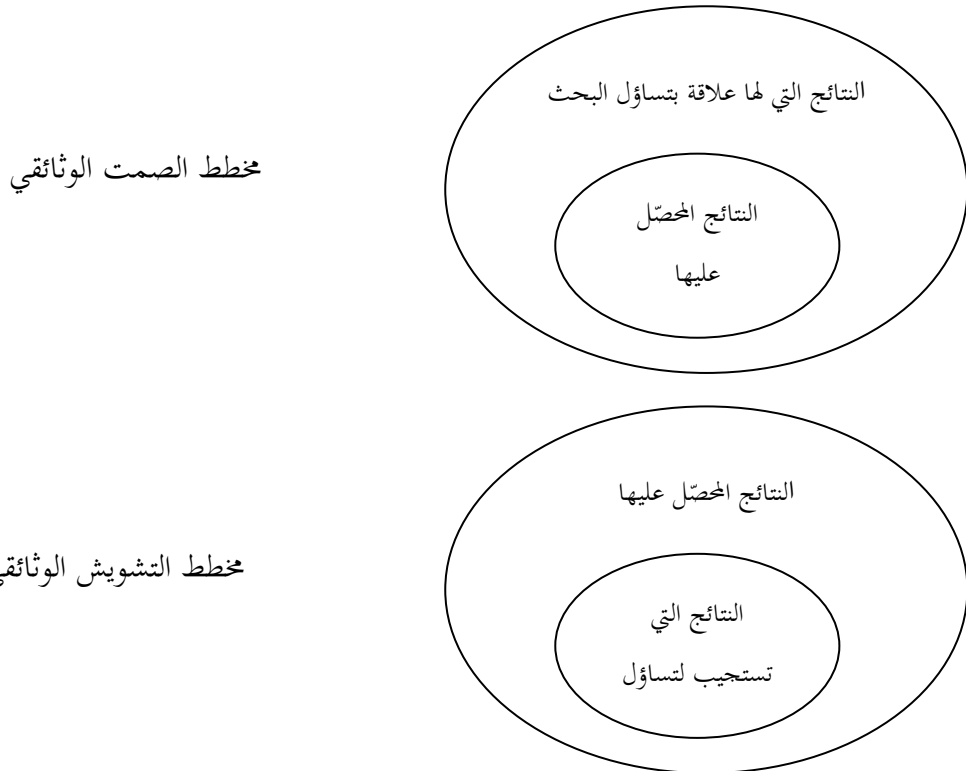 النتائج التي لها علاقة بتساؤل البحث
مخطط الصمت الوثائقي
النتائج المحصّل
عليها
النتائج المحصّل عليها
مخطط التشويش الوثائقي
النتائج التي
تستجيب لتساؤل